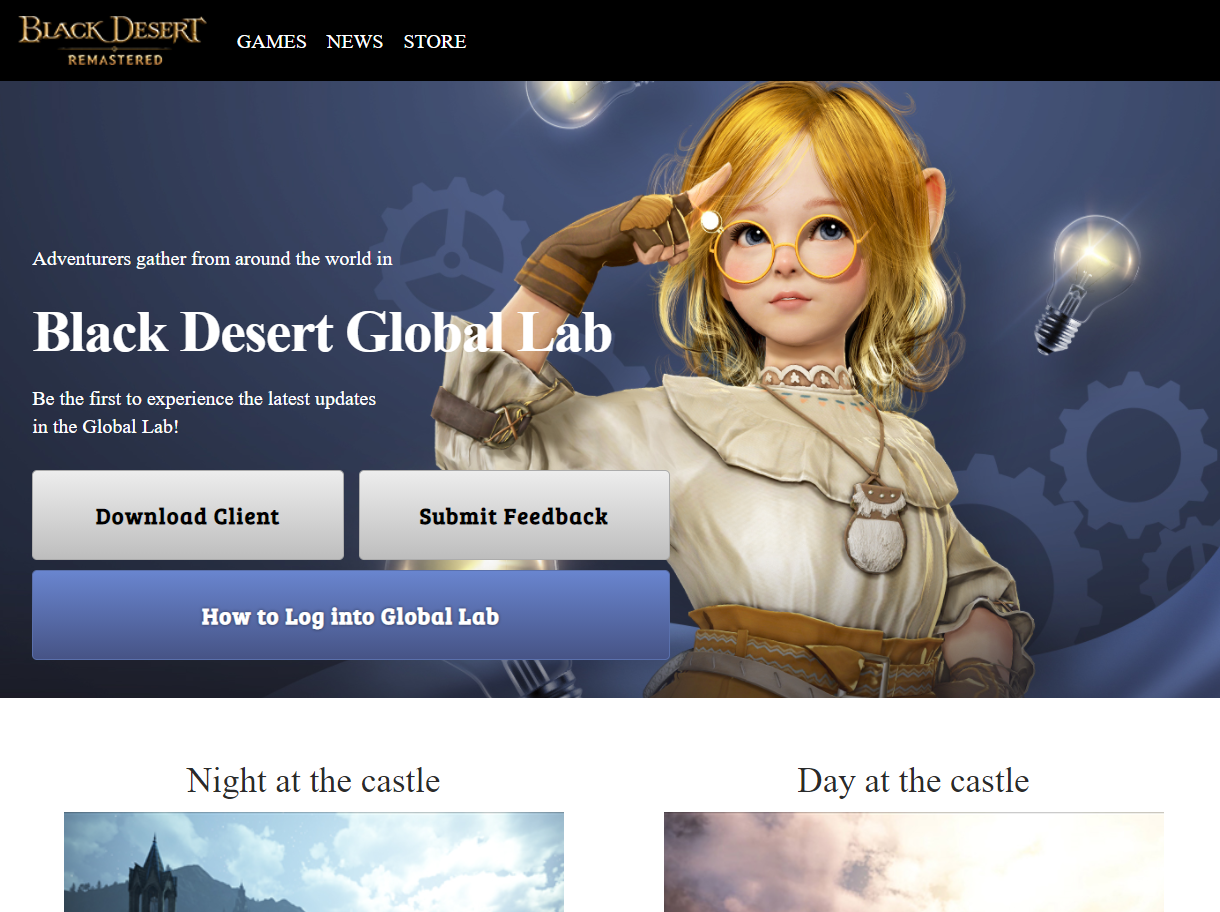 BLACK DESERT
REMASTERED
GAMES NEWS STORE
Adventurers gather from around the world in
Black Desert Global Lab
Be the first to experience the latest updates
in the Global Lab!
Download Client
Submit Feedback
How to Log into Global Lab
Night at the castle
Day at the castle